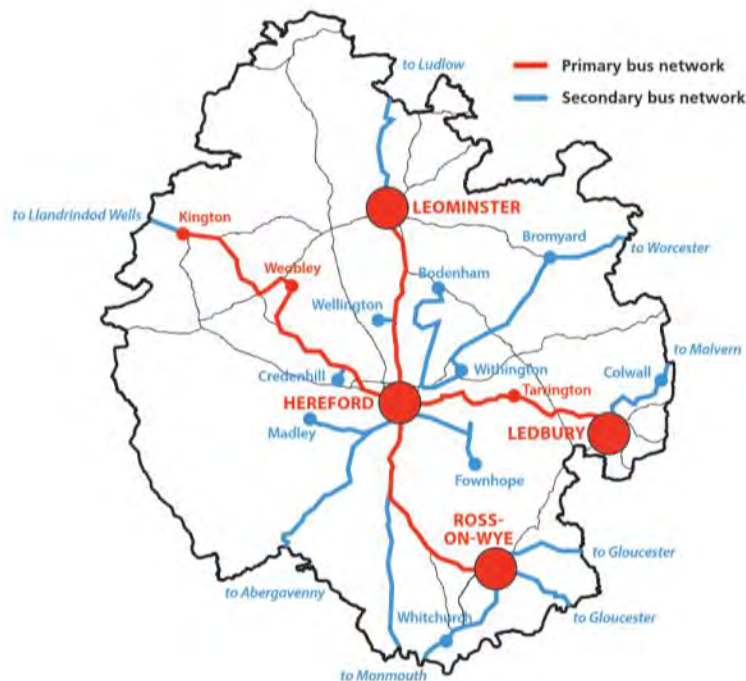 to Ludlow
Primary bus network
Secondary bus network
to Llandrindod Wells
Kington
LEOMINSTER
Bromyard
to Worcester
Weobley
Bodenham
Wellington
to Malvern
Credenhill
Withington
Colwall
HEREFORD
Tarrington
Madley
LEDBURY
Fownhope
ROSS-
ON-WYE
to Gloucester
to Abergavenny
Whitchurch
to Gloucester
to Monmouth